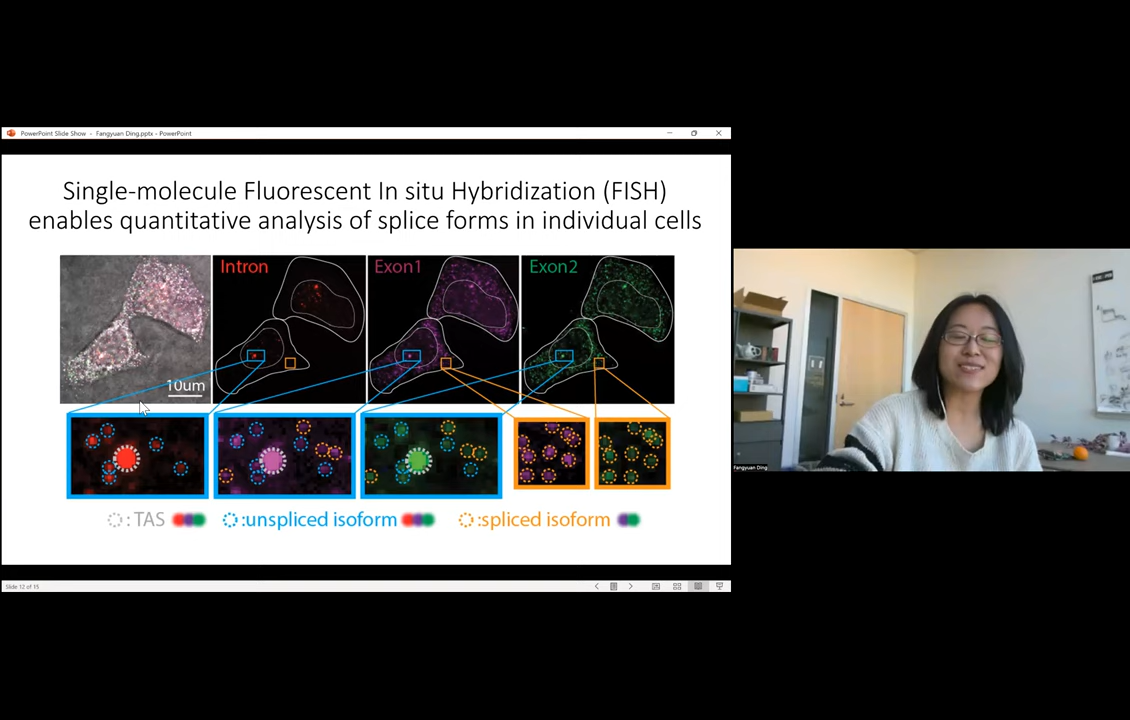 PowerPoint Slide Show - Fangyuan Ding.pptx - PowerPoint
Single-molecule Fluorescent In situ Hybridization (FISH)
enables quantitative analysis of splice forms in individual cells
Intron
Exon1
Exon2
10um
: TAS
:unspliced isoform
:spliced isoform
Slide 12 of 15
Fangyuan Ding